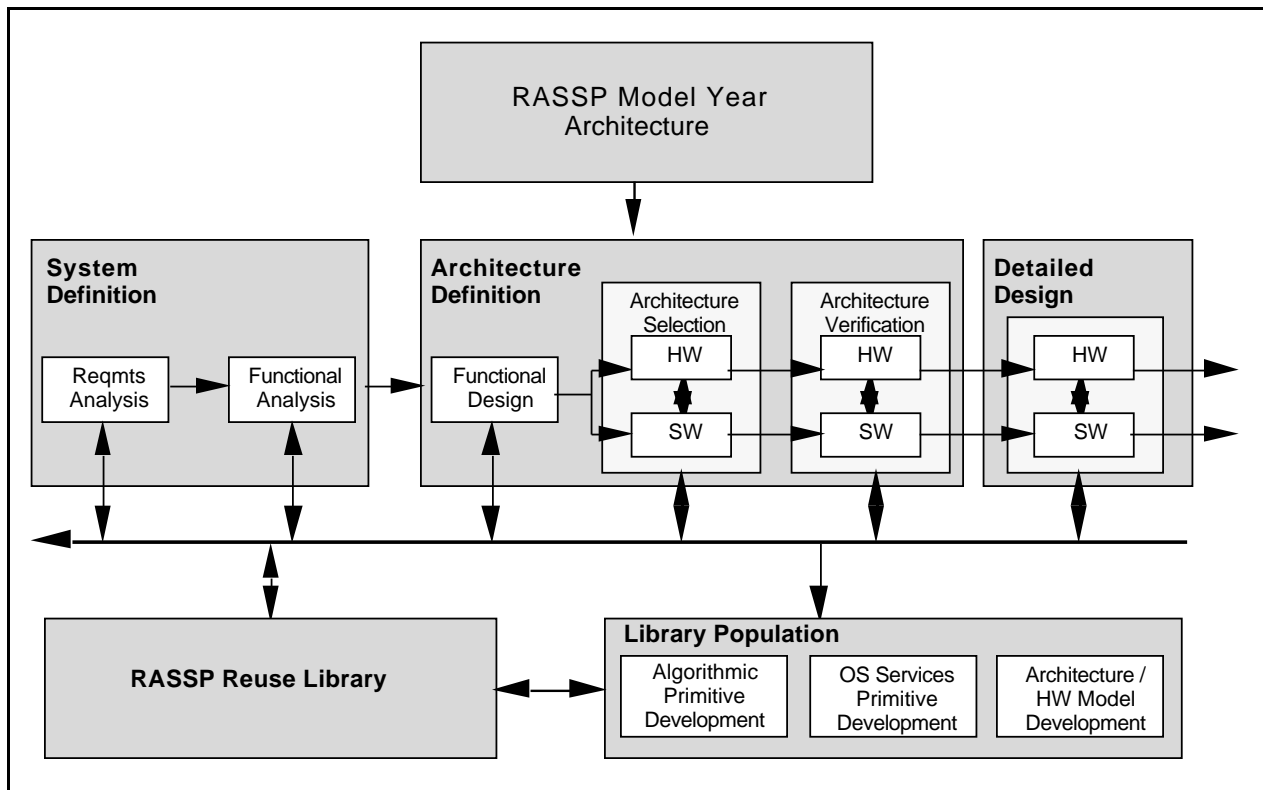 RASSP Model Year
Architecture
System
Definition
Reqmts
Analysis
Functional
Analysis
Architecture
Definition
Functional
Design
Architecture
Selection
HW
SW
Architecture
Verification
HW
SW
Detailed
Design
HW
SW
RASSP Reuse Library
Library Population
Algorithmic
Primitive
Development
OS Services
Primitive
Development
Architecture /
HW Model
Development